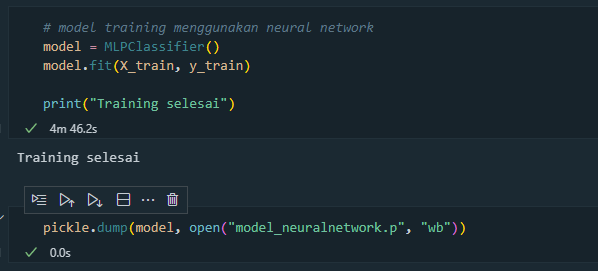 # model training menggunakan neural network
model = MLPClassifier()
model.fit(X_train, y_train)
print("Training selesai")
4m 46.2s
Training selesai
pickle.dump(model, open("model_neuralnetwork.p", "wb"))
0.0s